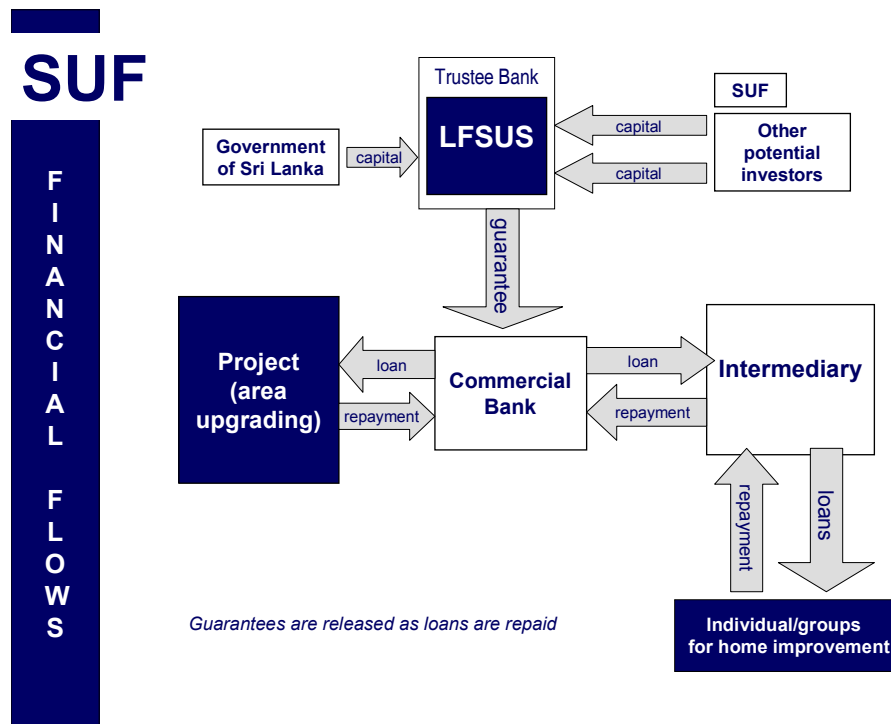 SUF
FINANCIAL FLOWS
Trustee Bank
LFSUS
Government
of Sri Lanka
capital
SUF
capital
Other
potential
investors
capital
guarantee
Project
(area
upgrading)
loan
repayment
Commercial
Bank
loan
repayment
Intermediary
repayment
loans
Individual/groups
for home improvement
Guarantees are released as loans are repaid